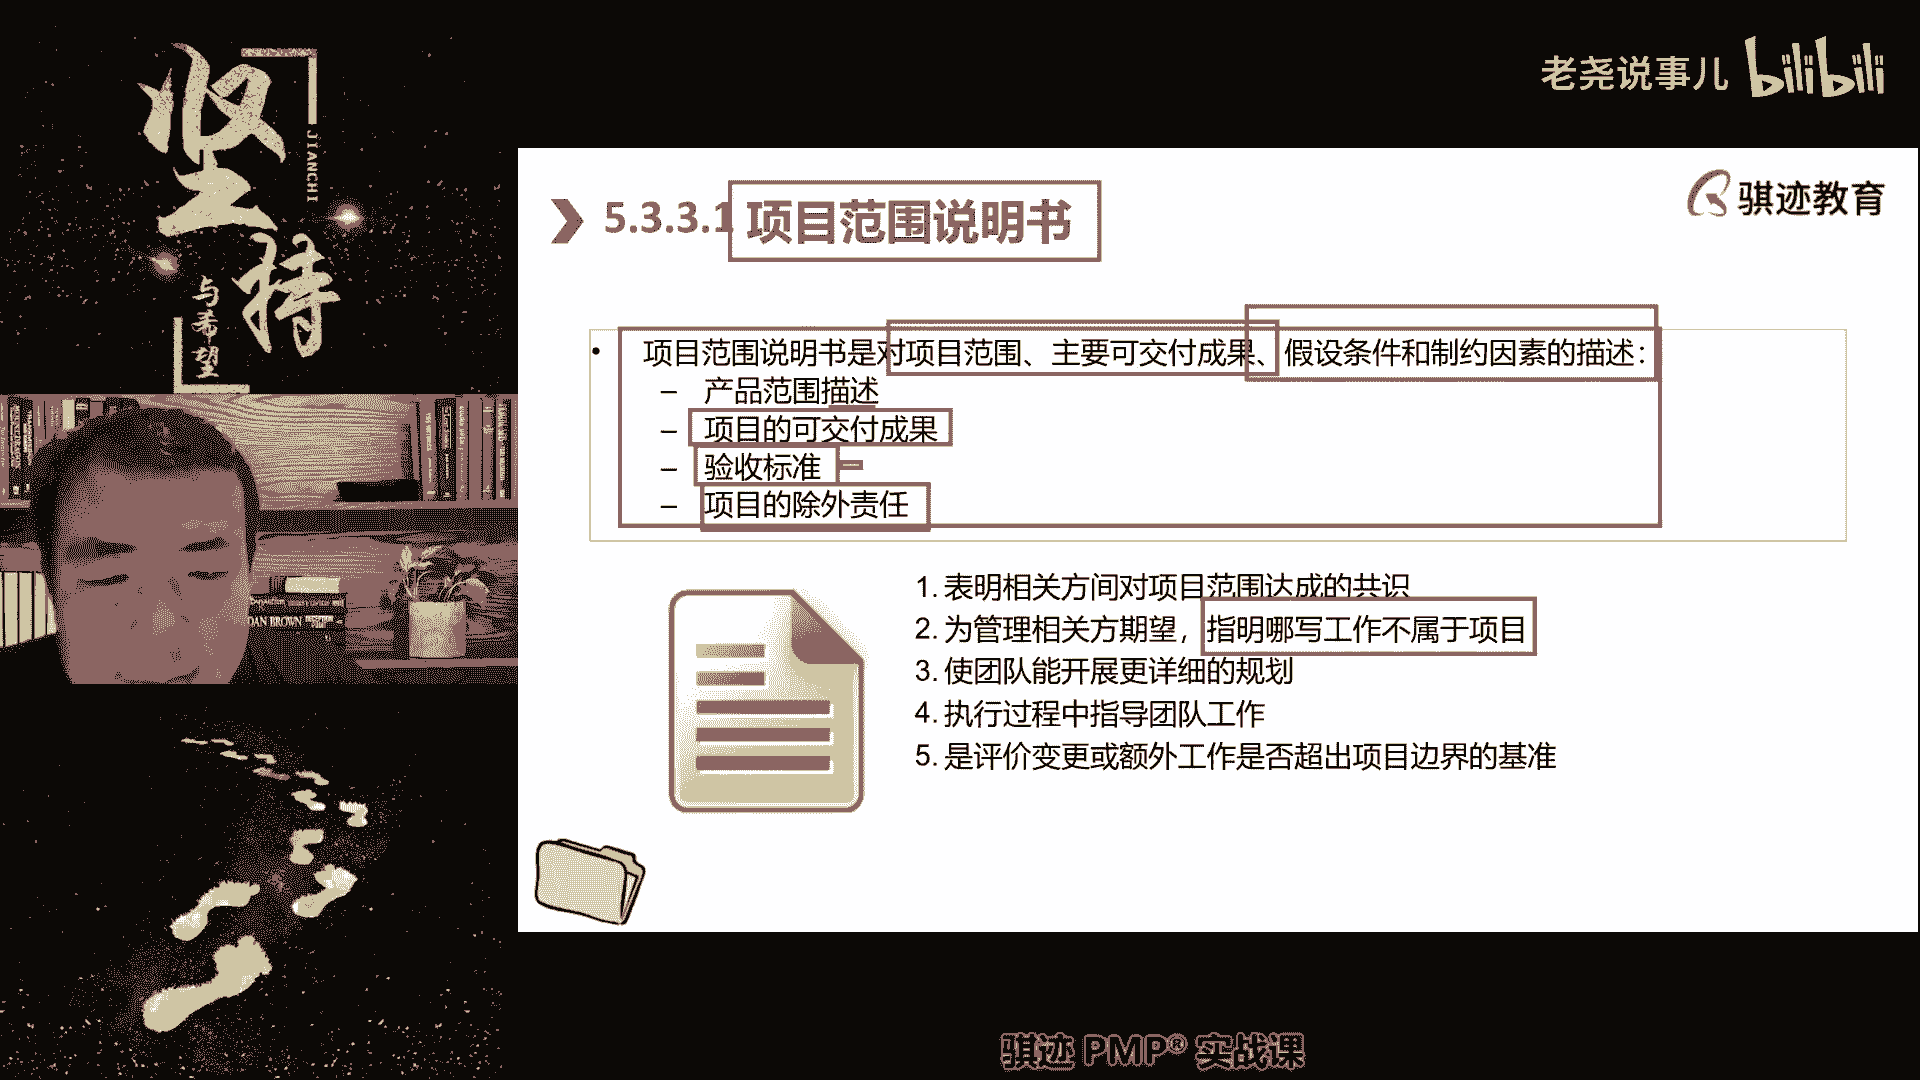 坚持
JIANCHI
与希望
老尧说事儿 bilibili
骐迹教育
5.3.3.1 项目范围说明书
• 项目范围说明书是对项目范围、主要可交付成果、假设条件和制约因素的描述：
– 产品范围描述
– 项目的可交付成果
– 验收标准
– 项目的除外责任
1. 表明相关方间对项目范围达成的共识
2. 为管理相关方期望，指明哪写工作不属于项目
3. 使团队能开展更详细的规划
4. 执行过程中指导团队工作
5. 是评价变更或额外工作是否超出项目边界的基准
DAN BROWN
骐迹 PMP® 实战课